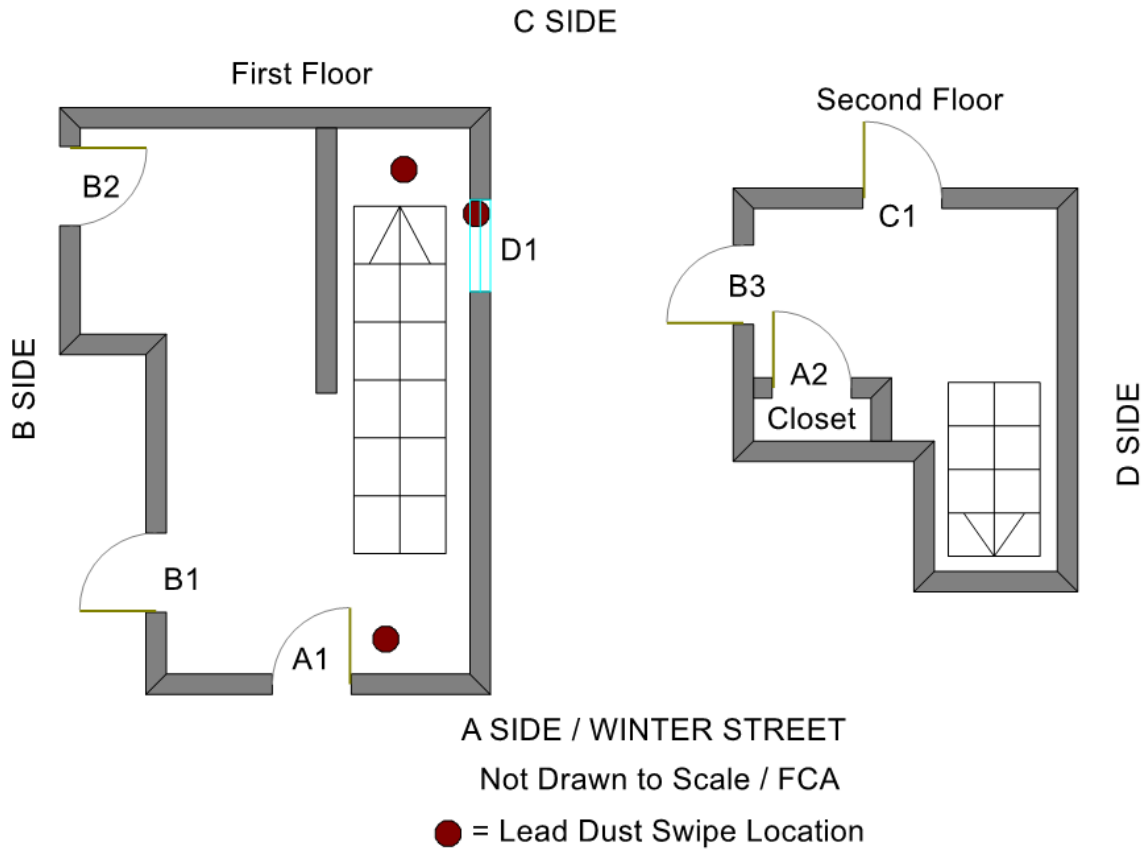 C SIDE
First Floor
Second Floor
B2
C1
D1
B3
A2
Closet
B SIDE
D SIDE
B1
A1
A SIDE / WINTER STREET
Not Drawn to Scale / FCA
= Lead Dust Swipe Location